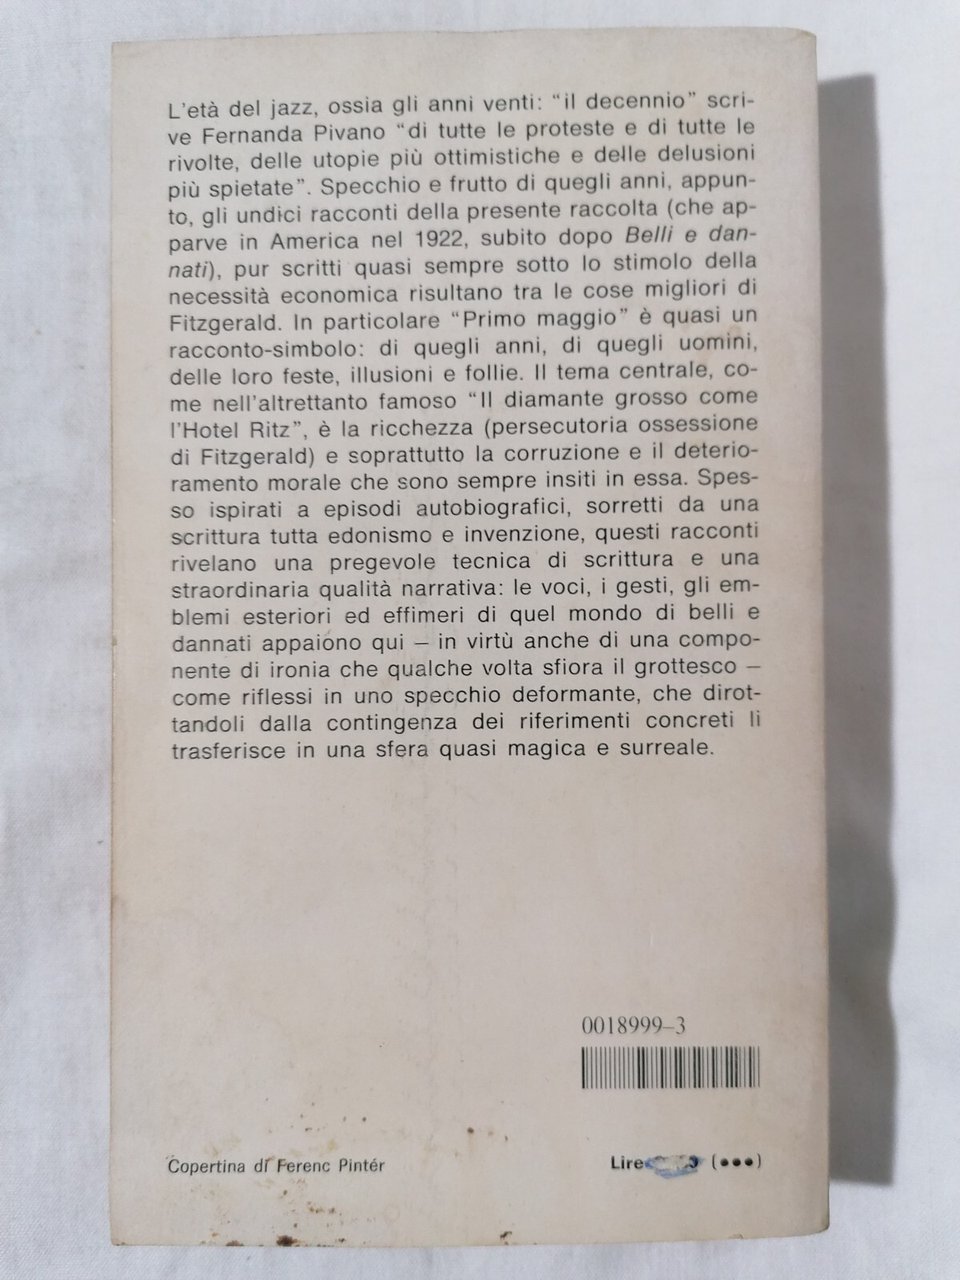 L'età del jazz, ossia gli anni venti: “il decennio” scri-
ve Fernanda Pivano “di tutte le proteste e di tutte le
rivolte, delle utopie più ottimistiche e delle delusioni
più spietate”. Specchio e frutto di quegli anni, appun-
to, gli undici racconti della presente raccolta (che ap-
parve in America nel 1922, subito dopo Belli e dan-
nati), pur scritti quasi sempre sotto lo stimolo della
necessità economica risultano tra le cose migliori di
Fitzgerald. In particolare “Primo maggio” è quasi un
racconto-simbolo: di quegli anni, di quegli uomini,
delle loro feste, illusioni e follie. Il tema centrale, co-
me nell'altrettanto famoso “Il diamante grosso come
l'Hotel Ritz”, è la ricchezza (persecutoria ossessione
di Fitzgerald) e soprattutto la corruzione e il deterio-
ramento morale che sono sempre insiti in essa. Spes-
so ispirati a episodi autobiografici, sorretti da una
scrittura tutta edonismo e invenzione, questi racconti
rivelano una pregevole tecnica di scrittura e una
straordinaria qualità narrativa: le voci, i gesti, gli em-
blemi esteriori ed effimeri di quel mondo di belli e
dannati appaiono qui – in virtù anche di una compo-
nente di ironia che qualche volta sfiora il grottesco –
come riflessi in uno specchio deformante, che dirot-
tandoli dalla contingenza dei riferimenti concreti li
trasferisce in una sfera quasi magica e surreale.
0018999-3
Copertina di Ferenc Pintér
Lire (•••)